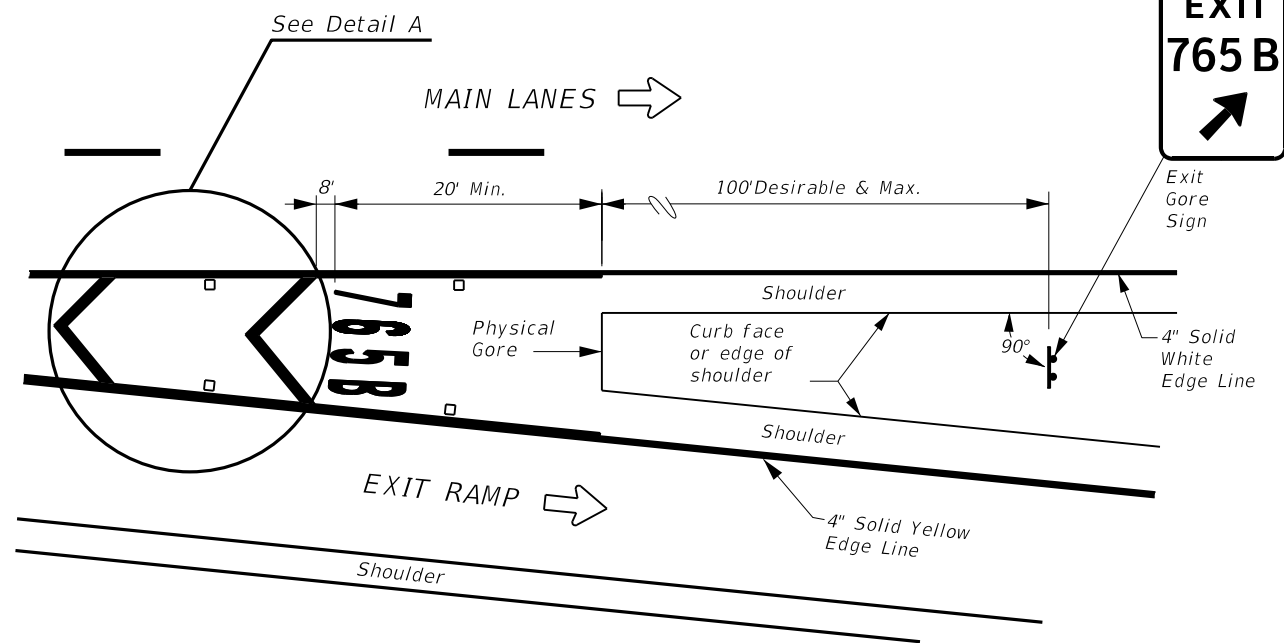 See Detail A
EXIT
765 B
MAIN LANES
8'
20' Min.
100'Desirable & Max.
Exit
Gore
Sign
Shoulder
765B
Physical
Gore
Curb face
or edge of
shoulder
90°
4" Solid
White
Edge Line
Shoulder
EXIT RAMP
4" Solid Yellow
Edge Line
Shoulder